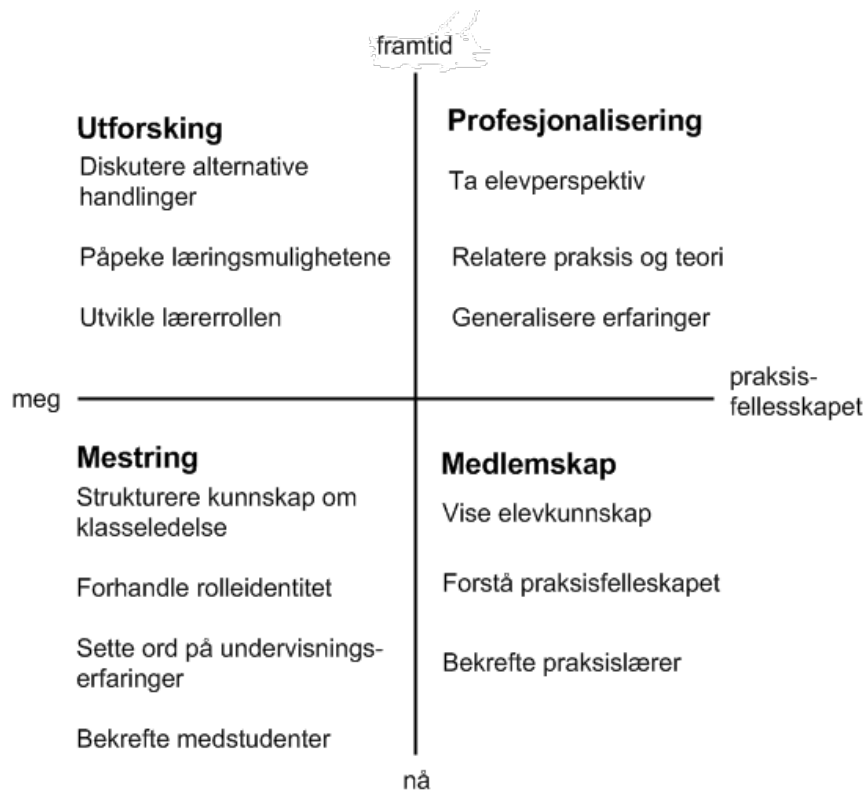 framtid
Utforsking
Diskutere alternative
handlinger
Påpeke læringsmulighetene
Utvikle lærerrollen
Profesjonalisering
Ta elevperspektiv
Relatere praksis og teori
Generalisere erfaringer
meg
praksis-
fellesskapet
Mestring
Strukturere kunnskap om
klasseledelse
Forhandle rolleidentitet
Sette ord på undervisnings-
erfaringer
Bekrefte medstudenter
Medlemskap
Vise elevkunnskap
Forstå praksisfelleskapet
Bekrefte praksislærer
nå